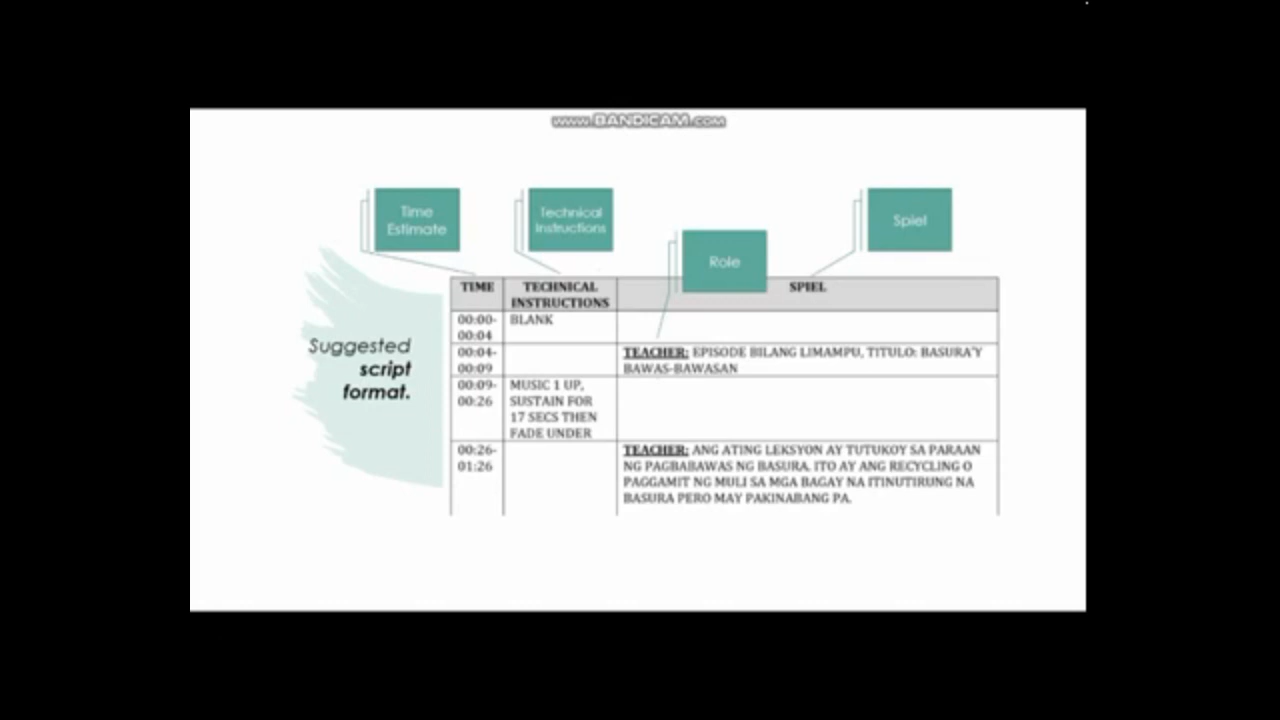 www.BANDICAM.com
Time
Estimate
Technical
Instructions
Role
Spiel
Suggested
script
format.
TIME
TECHNICAL
INSTRUCTIONS
SPIEL
00:00-
00:04
BLANK
00:04-
00:09
TEACHER: EPISODE BILANG LIMAMPU, TITULO: BASURA'Y
BAWAS-BAWASAN
00:09-
00:26
MUSIC 1 UP,
SUSTAIN FOR
17 SECS THEN
FADE UNDER
00:26-
01:26
TEACHER: ANG ATING LEKSYON AY TUTUKOY SA PARAAN
NG PAGBABAWAS NG BASURA. ITO AY ANG RECYCLING O
PAGGAMIT NG MULI SA MGA BAGAY NA ITINUTIRUNG NA
BASURA PERO MAY PAKINABANG PA.